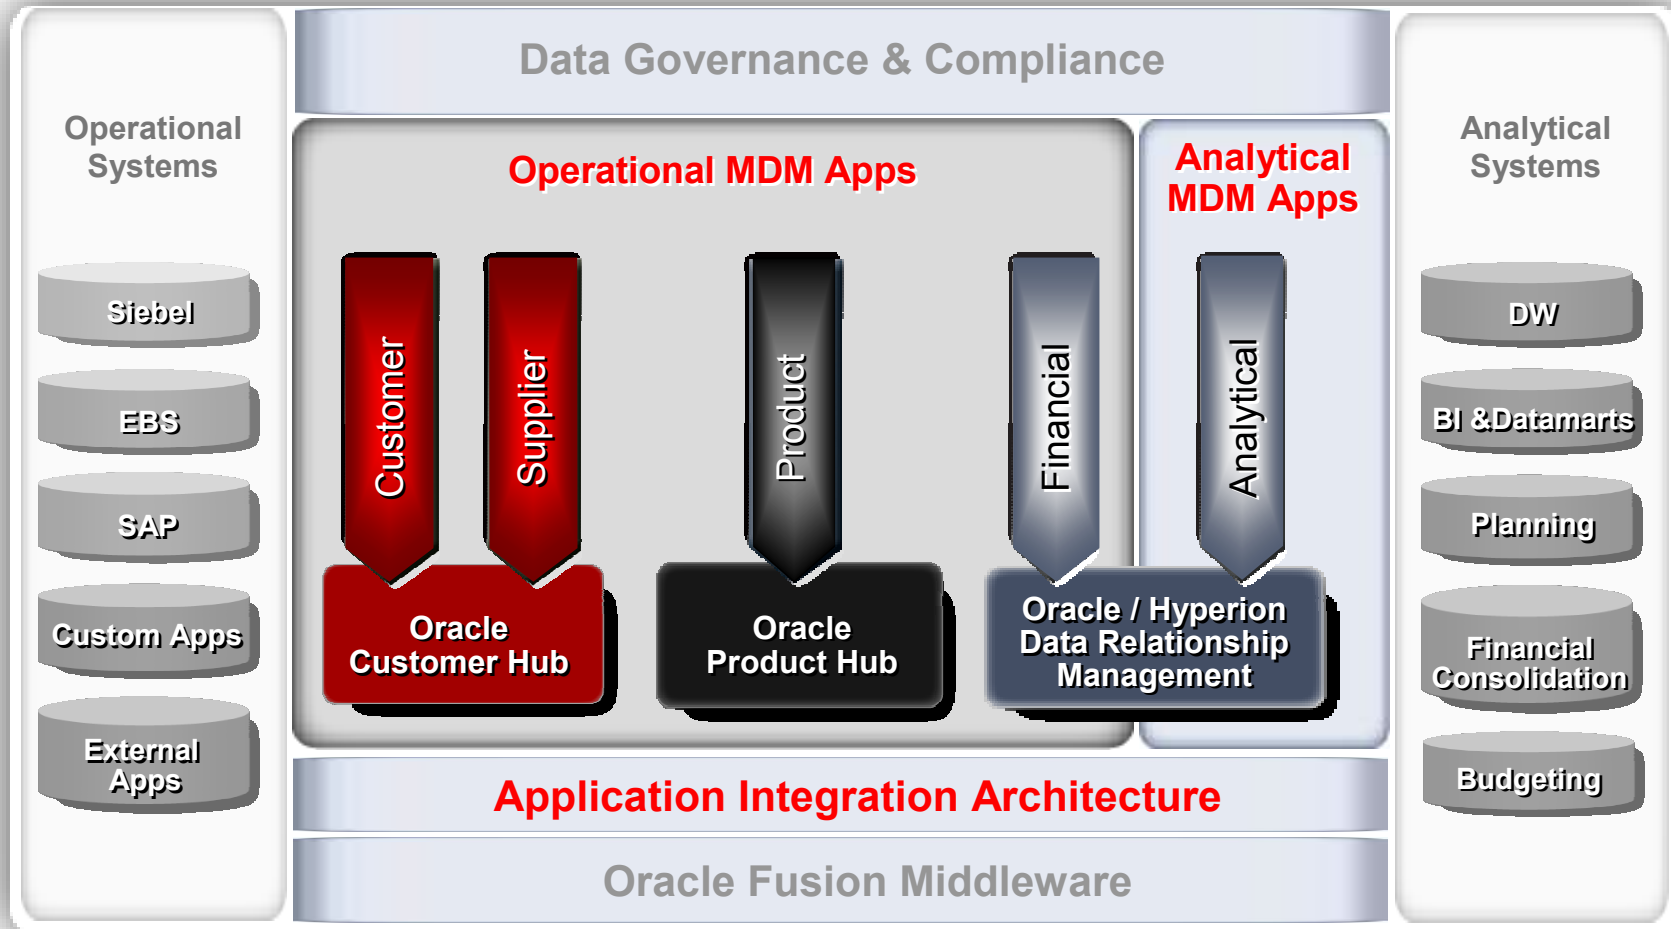 Data Governance & Compliance
Operational
Systems
Siebel
EBS
SAP
Custom Apps
External
Apps
Operational MDM Apps
Customer
Supplier
Product
Financial
Oracle
Customer Hub
Oracle
Product Hub
Oracle / Hyperion
Data Relationship
Management
Analytical
MDM Apps
Analytical
Analytical
Systems
DW
BI &Datamarts
Planning
Financial
Consolidation
Budgeting
Application Integration Architecture
Oracle Fusion Middleware